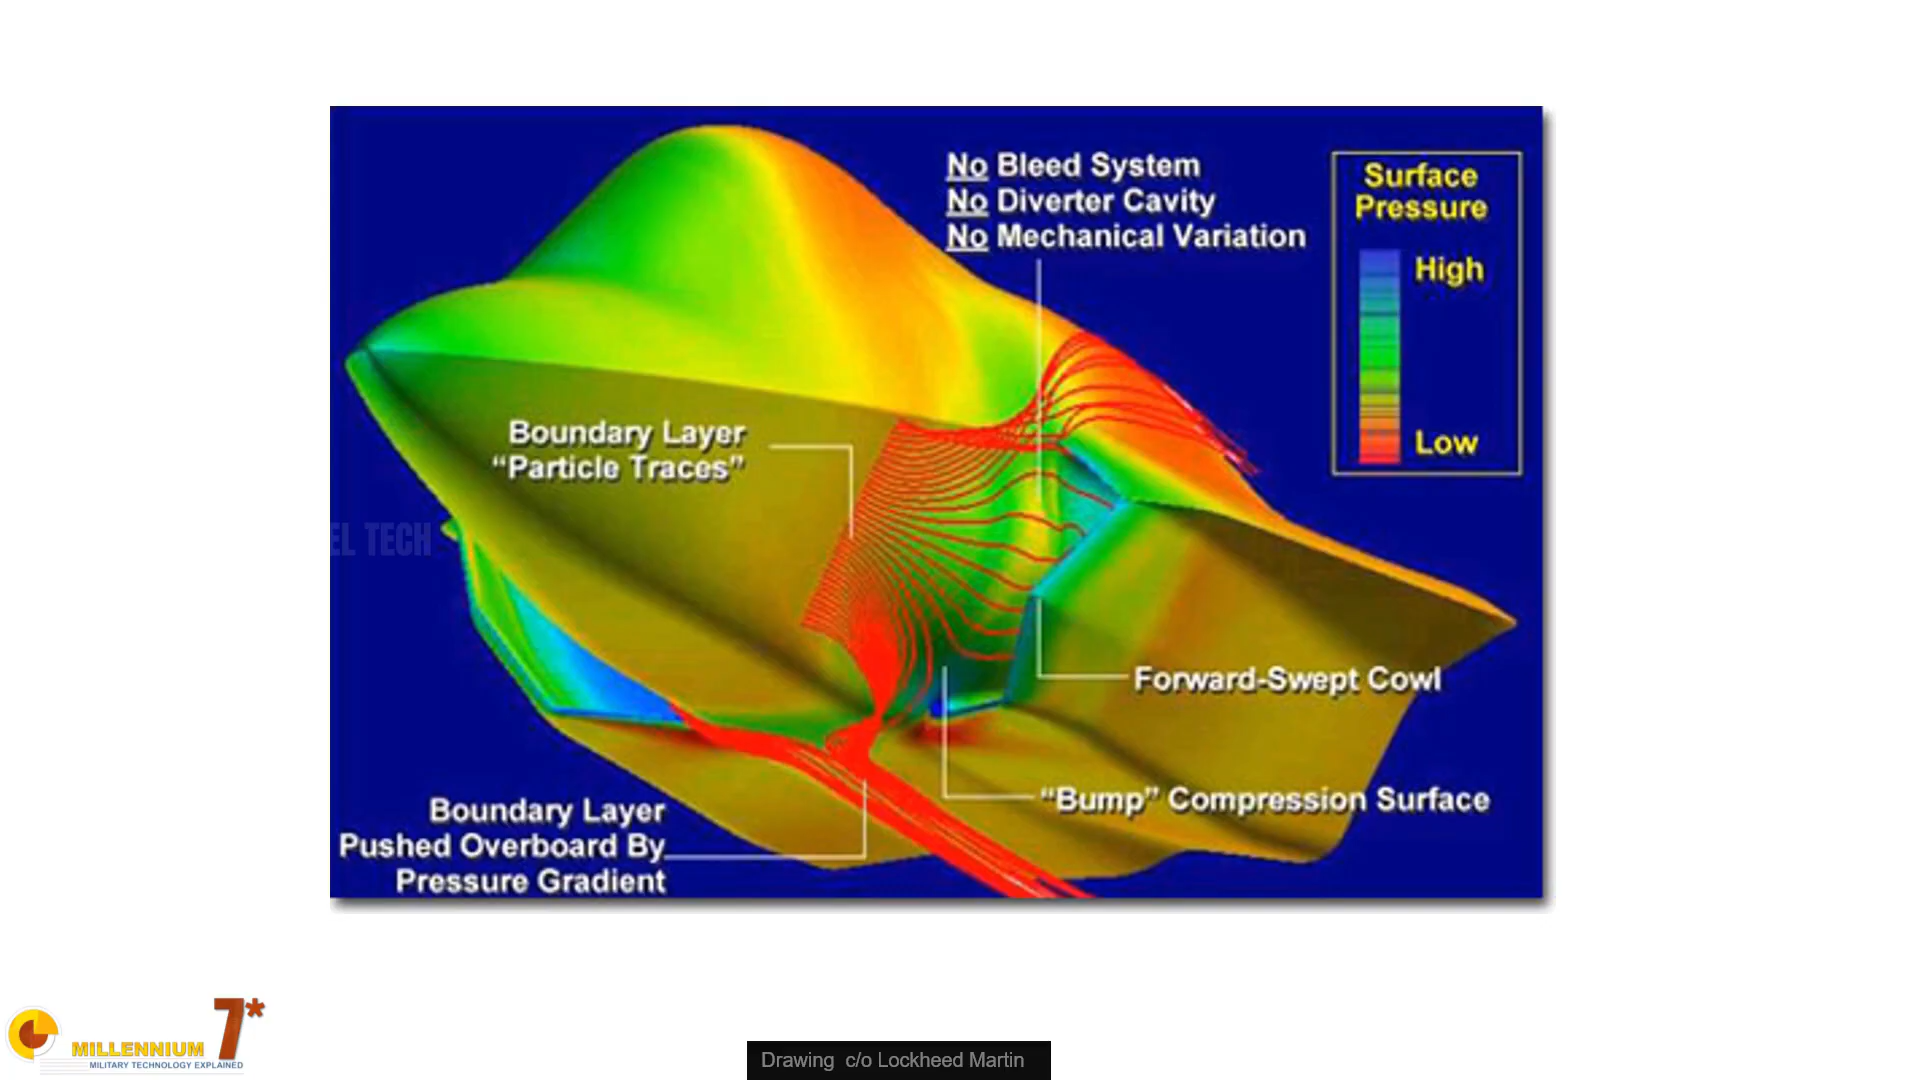 No Bleed System
No Diverter Cavity
No Mechanical Variation
Surface
Pressure
High
Low
Boundary Layer
“Particle Traces”
EL TECH
Forward-Swept Cowl
“Bump” Compression Surface
Boundary Layer
Pushed Overboard By
Pressure Gradient
7*
MILLENNIUM
MILITARY TECHNOLOGY EXPLAINED
Drawing c/o Lockheed Martin